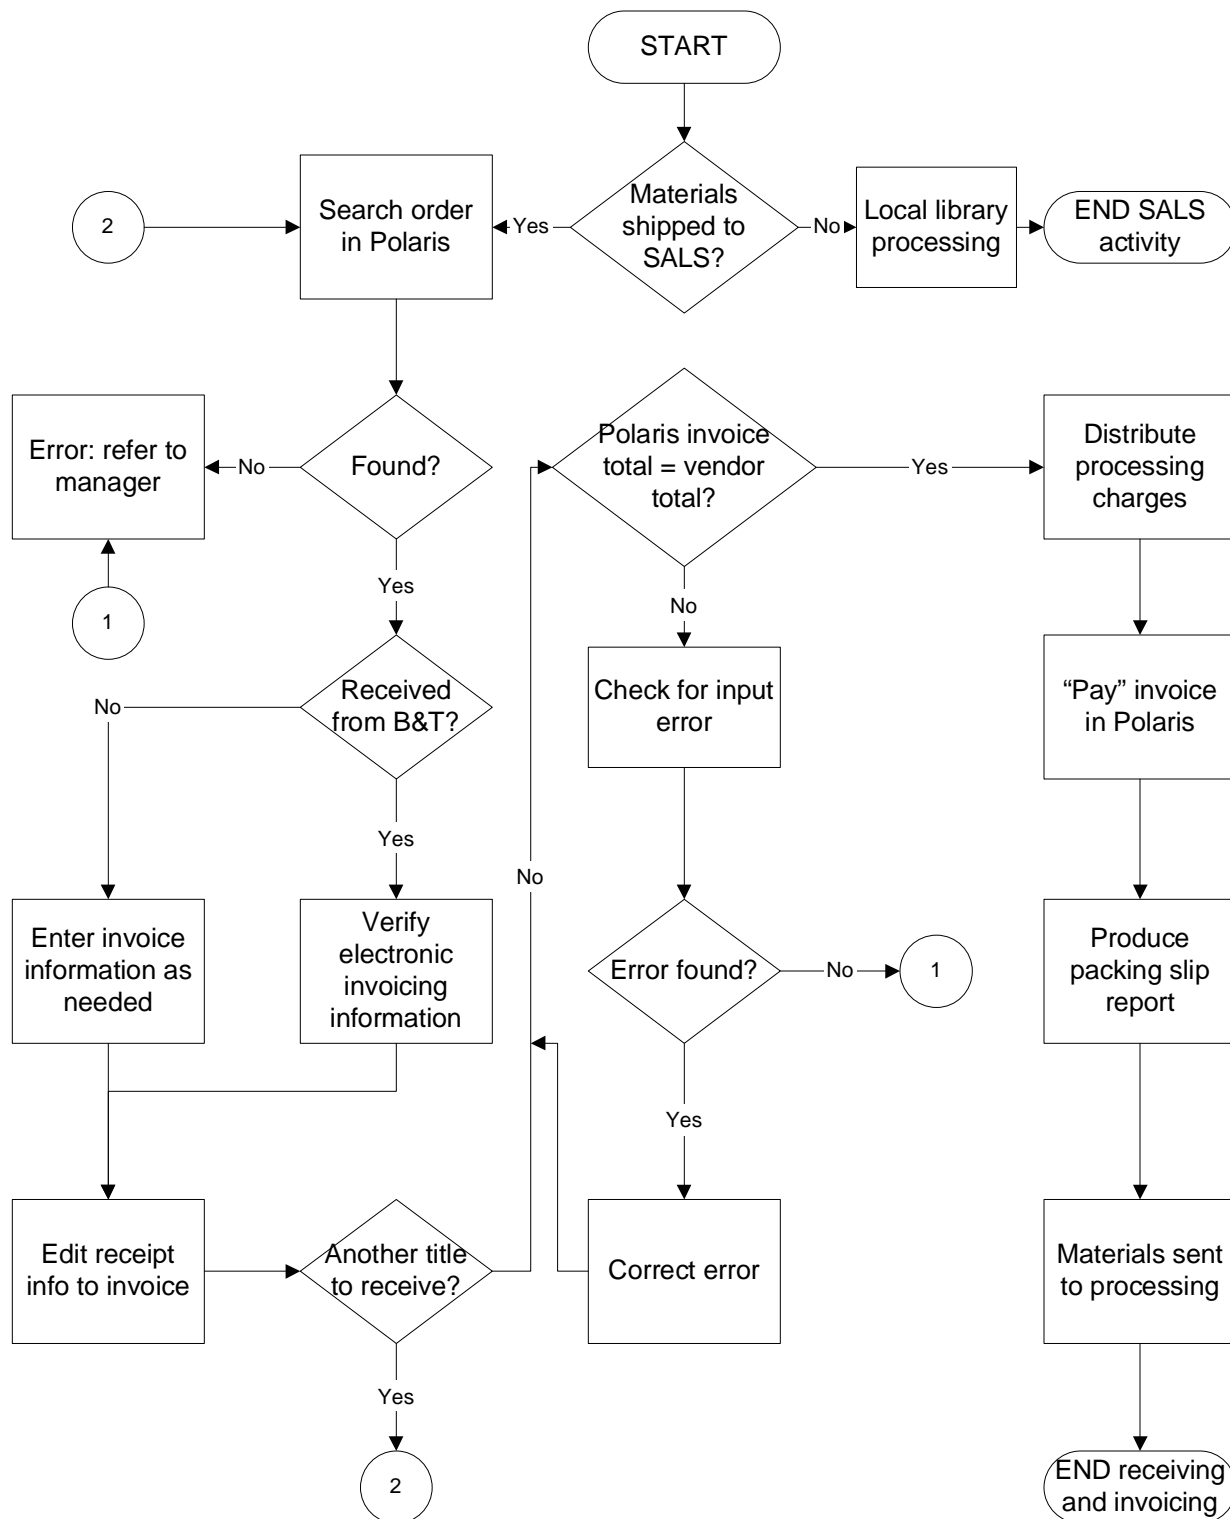 START
2
Search order
in Polaris
Yes
Materials
shipped to
SALS?
No
Local library
processing
END SALS
activity
Error: refer to
manager
No
Found?
Polaris invoice
total = vendor
total?
Yes
Distribute
processing
charges
Yes
1
No
Received
from B&T?
No
Check for input
error
“Pay” invoice
in Polaris
Yes
No
Enter invoice
information as
needed
Verify
electronic
invoicing
information
Error found?
No
1
Produce
packing slip
report
Yes
Edit receipt
info to invoice
Another title
to receive?
Correct error
Materials sent
to processing
Yes
2
END receiving
and invoicing